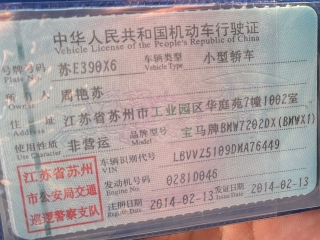 中华人民共和国机动车行驶证
Vehicle License of the People's Republic of China
号牌号码 苏E390X6 车辆类型 小型轿车
Plate No. Vehicle Type
所有人 周艳苏
Owner
住 址 江苏省苏州市工业园区华庭苑7幢1002室
Address
使用性质 非营运 品牌型号 宝马牌BMW7202DX(BMWX1)
Use Character Model
车辆识别代号 LBVVZ5109DMA76449
VIN
江苏省苏州
市公安局交通
巡逻警察支队
发动机号码 02810046
Engine No.
注册日期 2014-02-13 发证日期 2014-02-13
Register Date Issue Date